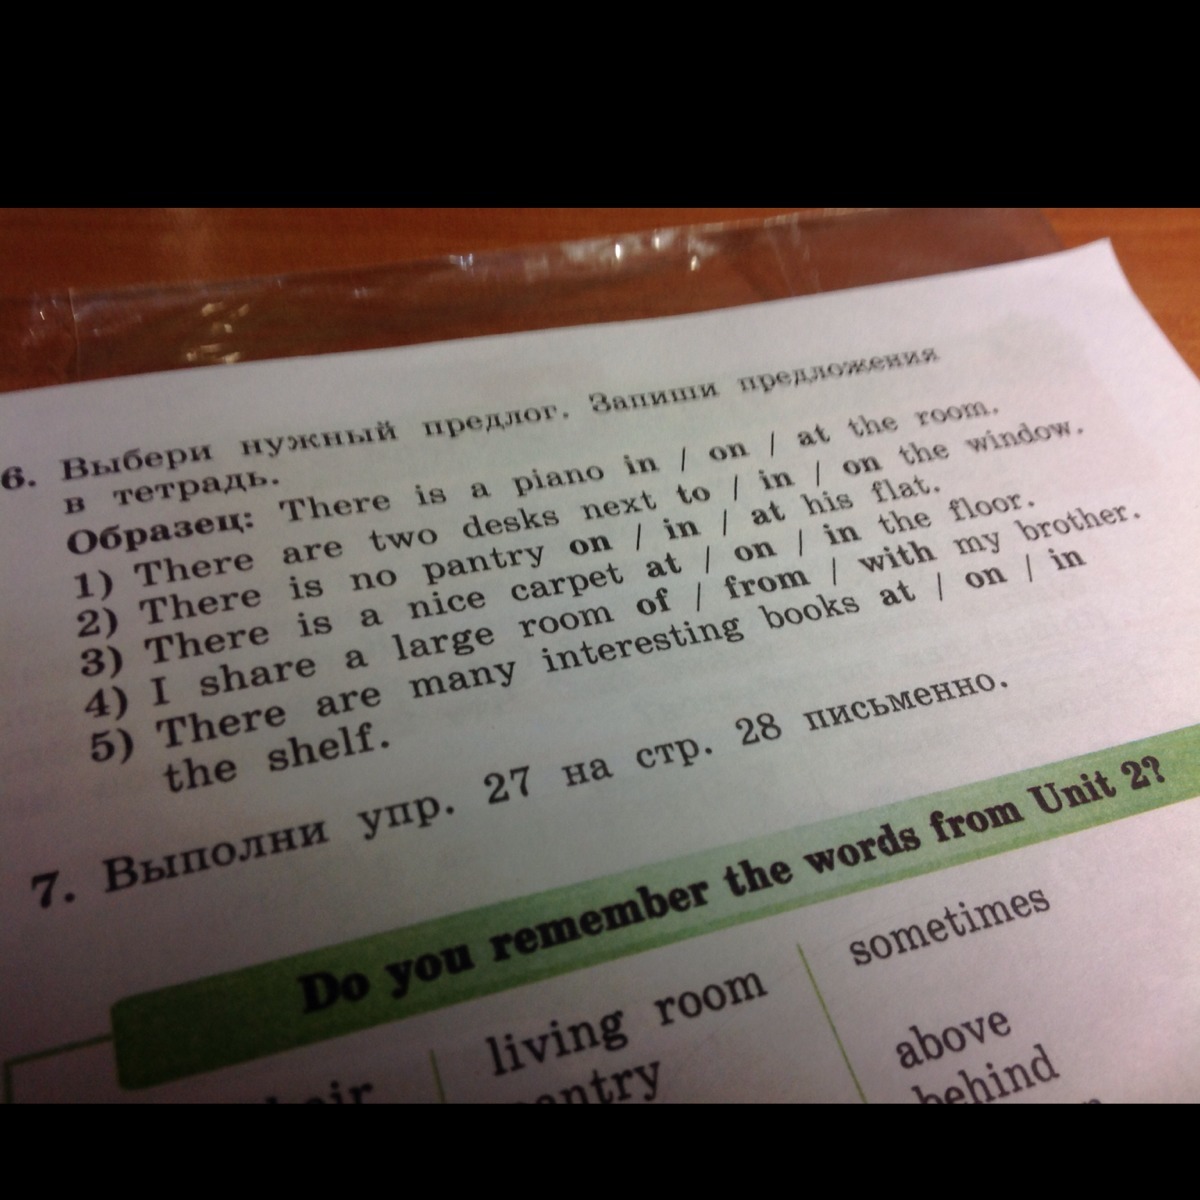 6. Выбери нужный предлог. Запиши предложения
в тетрадь.
Образец: There is a piano in / on / at the room.
1) There are two desks next to / in / on the window.
2) There is no pantry on / in / at his flat.
3) There is a nice carpet at / on / in the floor.
4) I share a large room of / from / with my brother.
5) There are many interesting books at / on / in
the shelf.
7. Выполни упр. 27 на стр. 28 письменно.
Do you remember the words from Unit 2?
living room sometimes
above
behind